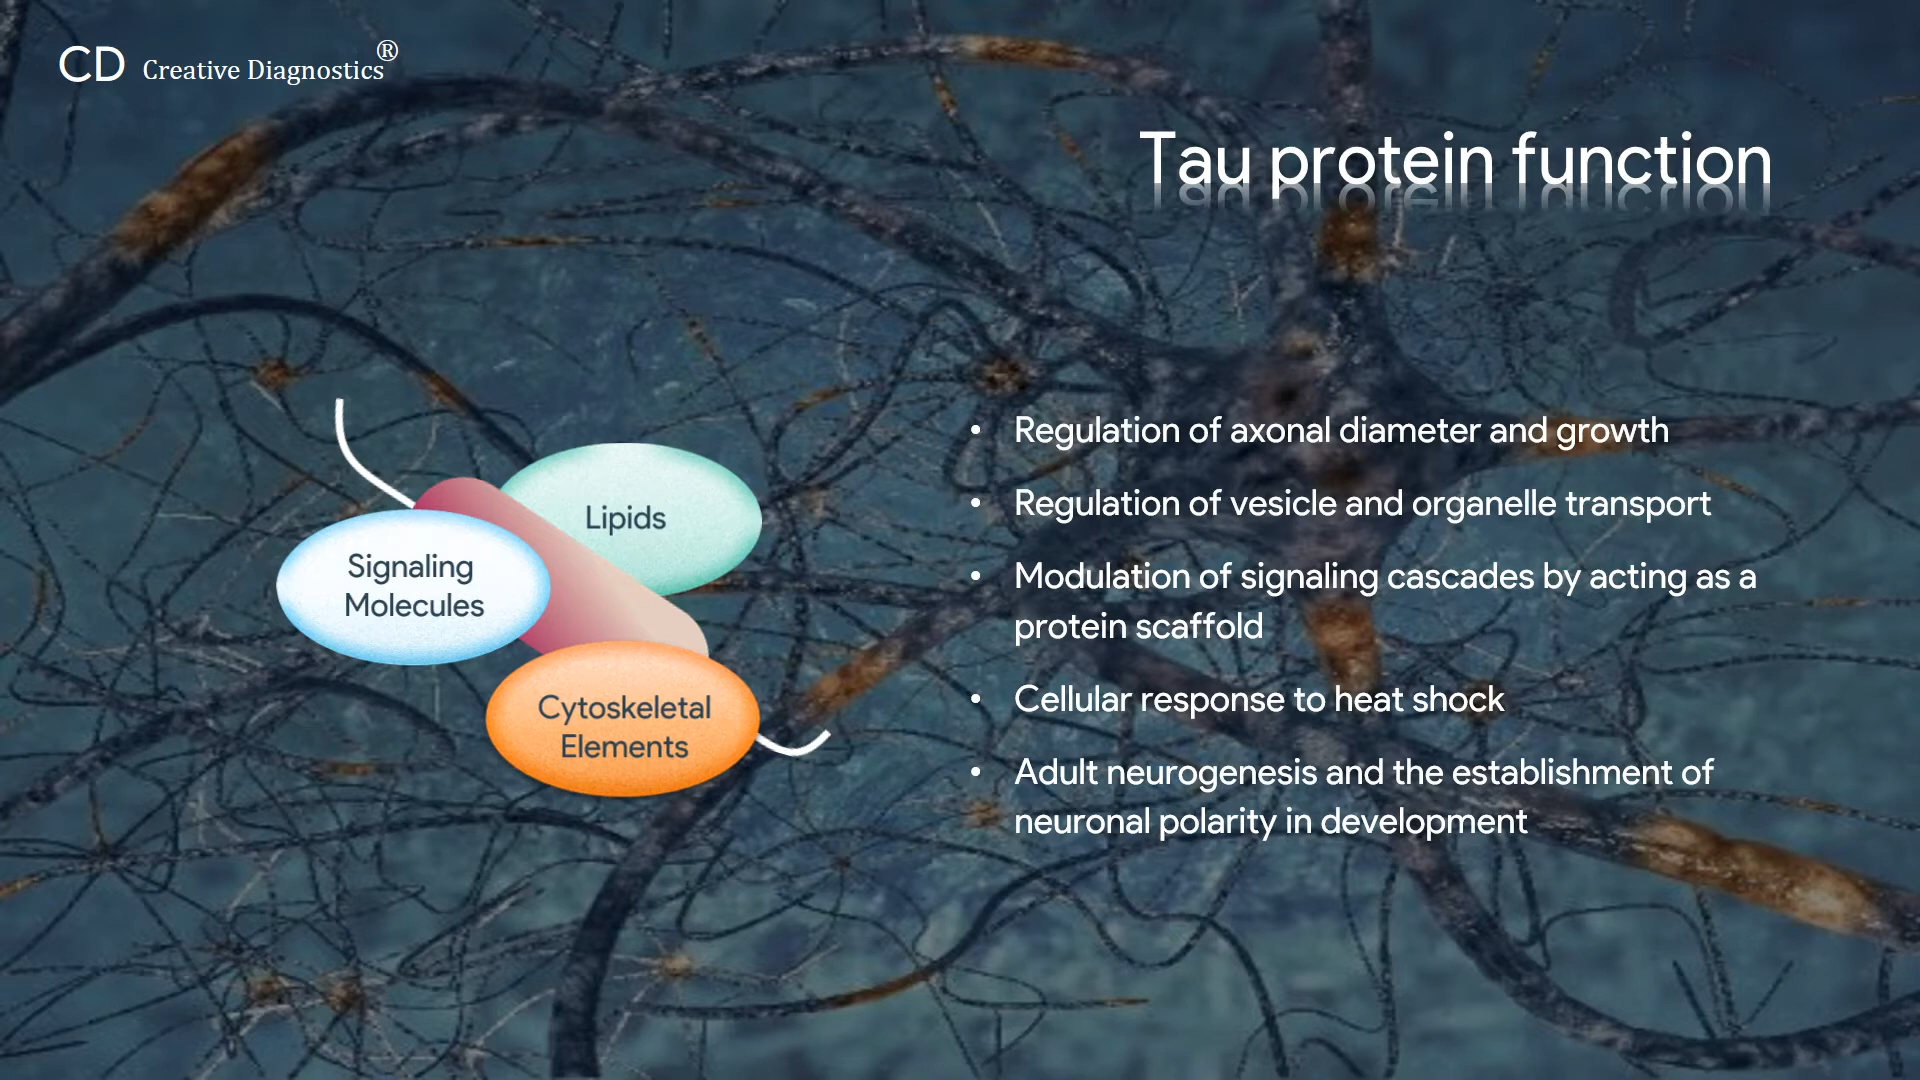 CD Creative Diagnostics®
Tau protein function
Lipids
Signaling
Molecules
Cytoskeletal
Elements
• Regulation of axonal diameter and growth
• Regulation of vesicle and organelle transport
• Modulation of signaling cascades by acting as a
protein scaffold
• Cellular response to heat shock
• Adult neurogenesis and the establishment of
neuronal polarity in development